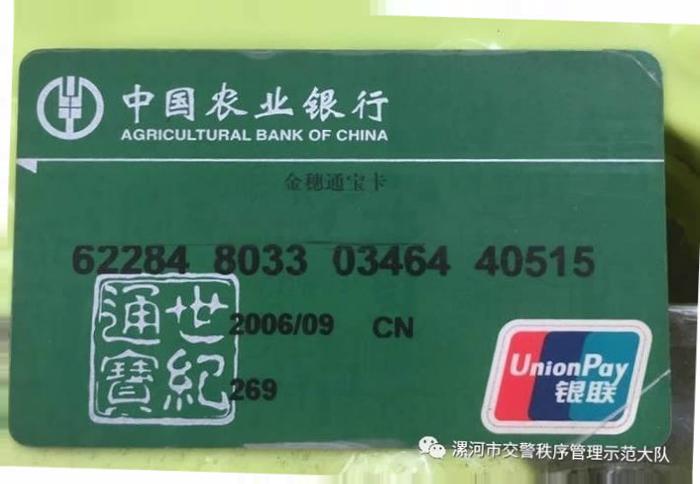 中国农业银行
AGRICULTURAL BANK OF CHINA
金穗通宝卡
62284 8033 03464 40515
世纪
通寶
2006/09 CN
269
UnionPay
银联
漯河市交警秩序管理示范大队